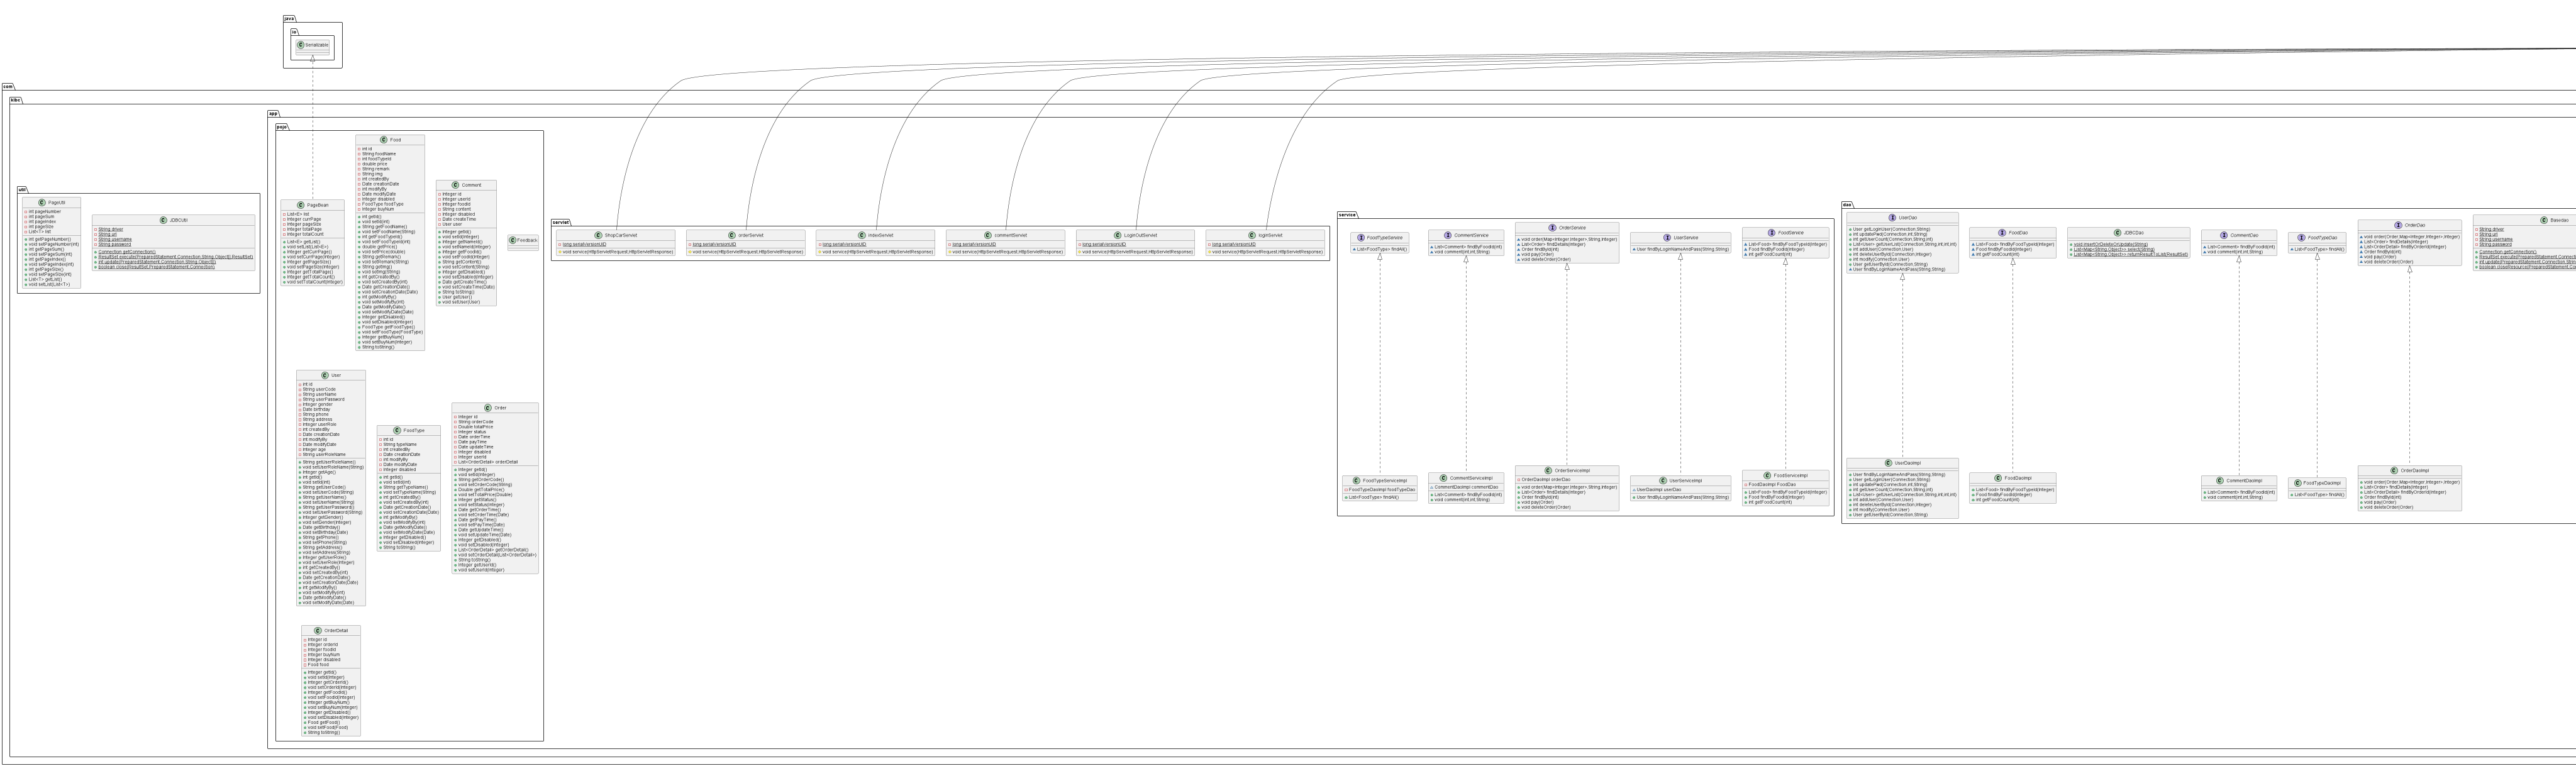 java
io
Serializable
com
app
pojo
util
PageUtil
int pageNumber
int pageSum
int pageIndex
int pageSize
List<T> list
int getPageNumber()
void setPageNumber(int)
int getPageSum()
void setPageSum(int)
int getPageIndex()
void setPageIndex(int)
int getPageSize()
void setPageSize(int)
List<T> getList()
void setList(List<T>)
JDBCUtil
String driver
String url
String username
String password
Connection getConnection()
ResultSet execute(PreparedStatement,Connection,String,Object[],ResultSet)
int update(PreparedStatement,Connection,String,Object[])
boolean close(ResultSet,PreparedStatement,Connection)
PageBean
List<E> list
Integer currPage
Integer pageSize
Integer totalPage
Integer totalCount
List<E> getList()
void setList(List<E>)
Integer getCurrPage()
void setCurrPage(Integer)
Integer getPageSize()
void setPageSize(Integer)
Integer getTotalPage()
Integer getTotalCount()
void setTotalCount(Integer)
Food
int id
String foodName
int foodTypeId
double price
String remark
String img
int createdBy
Date creationDate
int modifyBy
Date modifyDate
Integer disabled
FoodType foodType
Integer buyNum
int getId()
void setId(int)
String getFoodName()
void setFoodName(String)
int getFoodTypeId()
void setFoodTypeId(int)
double getPrice()
void setPrice(double)
String getRemark()
void setRemark(String)
String getImg()
void setImg(String)
int getCreatedBy()
void setCreatedBy(int)
Date getCreationDate()
void setCreationDate(Date)
int getModifyBy()
void setModifyBy(int)
Date getModifyDate()
void setModifyDate(Date)
Integer getDisabled()
void setDisabled(Integer)
FoodType getFoodType()
void setFoodType(FoodType)
Integer getBuyNum()
void setBuyNum(Integer)
String toString()
Comment
Integer id
Integer userId
Integer foodId
String content
Integer disabled
Date createTime
User user
Integer getId()
void setId(Integer)
Integer getNameId()
void setNameId(Integer)
Integer getFoodId()
void setFoodId(Integer)
String getContent()
void setContent(String)
Integer getDisabled()
void setDisabled(Integer)
Date getCreateTime()
void setCreateTime(Date)
String toString()
User getUser()
void setUser(User)
Feedback
User
int id
String userCode
String userName
String userPassword
Integer gender
Date birthday
String phone
String address
Integer userRole
int createdBy
Date creationDate
int modifyBy
Date modifyDate
Integer age
String userRoleName
String getUserRoleName()
void setUserRoleName(String)
Integer getAge()
int getId()
void setId(int)
String getUserCode()
void setUserCode(String)
String getUserName()
void setUserName(String)
String getUserPassword()
void setUserPassword(String)
Integer getGender()
void setGender(Integer)
Date getBirthday()
void setBirthday(Date)
String getPhone()
void setPhone(String)
String getAddress()
void setAddress(String)
Integer getUserRole()
void setUserRole(Integer)
int getCreatedBy()
void setCreatedBy(int)
Date getCreationDate()
void setCreationDate(Date)
int getModifyBy()
void setModifyBy(int)
Date getModifyDate()
void setModifyDate(Date)
FoodType
int id
String typeName
int createdBy
Date creationDate
int modifyBy
Date modifyDate
Integer disabled
int getId()
void setId(int)
String getTypeName()
void setTypeName(String)
int getCreatedBy()
void setCreatedBy(int)
Date getCreationDate()
void setCreationDate(Date)
int getModifyBy()
void setModifyBy(int)
Date getModifyDate()
void setModifyDate(Date)
Integer getDisabled()
void setDisabled(Integer)
String toString()
Order
Integer id
String orderCode
Double totalPrice
Integer status
Date orderTime
Date payTime
Date updateTime
Integer disabled
Integer userId
List<OrderDetail> orderDetail
Integer getId()
void setId(Integer)
String getOrderCode()
void setOrderCode(String)
Double getTotalPrice()
void setTotalPrice(Double)
Integer getStatus()
void setStatus(Integer)
Date getOrderTime()
void setOrderTime(Date)
Date getPayTime()
void setPayTime(Date)
Date getUpdateTime()
void setUpdateTime(Date)
Integer getDisabled()
void setDisabled(Integer)
List<OrderDetail> getOrderDetail()
void setOrderDetail(List<OrderDetail>)
String toString()
Integer getUserId()
void setUserId(Integer)
OrderDetail
Integer id
Integer orderId
Integer foodId
Integer buyNum
Integer disabled
Food food
Integer getId()
void setId(Integer)
Integer getOrderId()
void setOrderId(Integer)
Integer getFoodId()
void setFoodId(Integer)
Integer getBuyNum()
void setBuyNum(Integer)
Integer getDisabled()
void setDisabled(Integer)
Food getFood()
void setFood(Food)
String toString()
servlet
ShopCarServlet
long serialVersionUID
void service(HttpServletRequest,HttpServletResponse)
orderServlet
long serialVersionUID
void service(HttpServletRequest,HttpServletResponse)
indexServlet
long serialVersionUID
void service(HttpServletRequest,HttpServletResponse)
commentServlet
long serialVersionUID
void service(HttpServletRequest,HttpServletResponse)
LoginOutServlet
long serialVersionUID
void service(HttpServletRequest,HttpServletResponse)
loginServlet
long serialVersionUID
void service(HttpServletRequest,HttpServletResponse)
service
FoodTypeService
List<FoodType> findAll()
CommentService
List<Comment> findByFoodId(int)
void comment(int,int,String)
OrderService
void order(Map<Integer,Integer>,String,Integer)
List<Order> findDetails(Integer)
Order findById(int)
void pay(Order)
void deleteOrder(Order)
UserService
User findByLoginNameAndPass(String,String)
FoodService
List<Food> findByFoodTypeId(Integer)
Food findByFoodId(Integer)
int getFoodCount(int)
FoodTypeServiceImpl
FoodTypeDaoImpl foodTypeDao
List<FoodType> findAll()
CommentServiceImpl
CommentDaoImpl commentDao
List<Comment> findByFoodId(int)
void comment(int,int,String)
OrderServiceImpl
OrderDaoImpl orderDao
void order(Map<Integer,Integer>,String,Integer)
List<Order> findDetails(Integer)
Order findById(int)
void pay(Order)
void deleteOrder(Order)
UserServiceImpl
UserDaoImpl userDao
User findByLoginNameAndPass(String,String)
FoodServiceImpl
FoodDaoImpl FoodDao
List<Food> findByFoodTypeId(Integer)
Food findByFoodId(Integer)
int getFoodCount(int)
dao
UserDao
User getLoginUser(Connection,String)
int updatePwd(Connection,int,String)
int getUserCount(Connection,String,int)
List<User> getUserList(Connection,String,int,int,int)
int addUser(Connection,User)
int deleteUserById(Connection,Integer)
int modify(Connection,User)
User getUserById(Connection,String)
User findByLoginNameAndPass(String,String)
FoodDao
List<Food> findByFoodTypeId(Integer)
Food findByFoodId(Integer)
int getFoodCount(int)
JDBCDao
void insertOrDeleteOrUpdate(String)
List<Map<String,Object>> select(String)
List<Map<String,Object>> returnResultToList(ResultSet)
CommentDao
List<Comment> findByFoodId(int)
void comment(int,int,String)
FoodTypeDao
List<FoodType> findAll()
OrderDao
void order(Order,Map<Integer,Integer>,Integer)
List<Order> findDetails(Integer)
List<OrderDetail> findByOrderId(Integer)
Order findById(int)
void pay(Order)
void deleteOrder(Order)
Basedao
String driver
String url
String username
String password
Connection getConnection()
UserDaoImpl
User findByLoginNameAndPass(String,String)
User getLoginUser(Connection,String)
int updatePwd(Connection,int,String)
int getUserCount(Connection,String,int)
List<User> getUserList(Connection,String,int,int,int)
int addUser(Connection,User)
int deleteUserById(Connection,Integer)
int modify(Connection,User)
User getUserById(Connection,String)
FoodDaoImpl
List<Food> findByFoodTypeId(Integer)
Food findByFoodId(Integer)
int getFoodCount(int)
CommentDaoImpl
List<Comment> findByFoodId(int)
void comment(int,int,String)
FoodTypeDaoImpl
List<FoodType> findAll()
OrderDaoImpl
void order(Order,Map<Integer,Integer>,Integer)
List<Order> findDetails(Integer)
List<OrderDetail> findByOrderId(Integer)
Order findById(int)
void pay(Order)
void deleteOrder(Order)